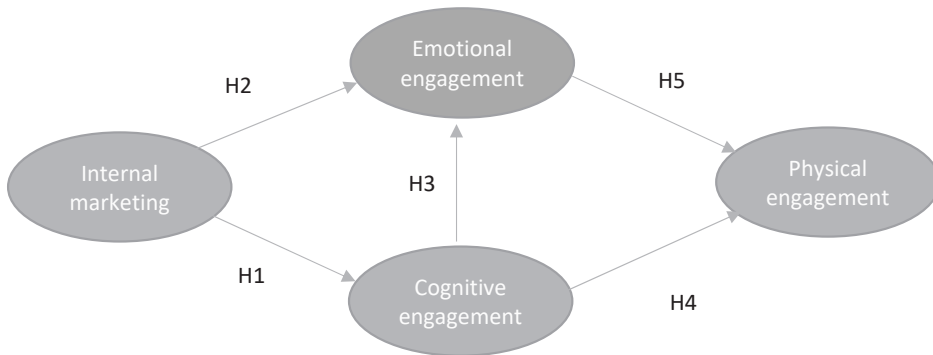 Emotional
engagement
H2
H5
Internal
marketing
H3
Physical
engagement
H1
Cognitive
engagement
H4